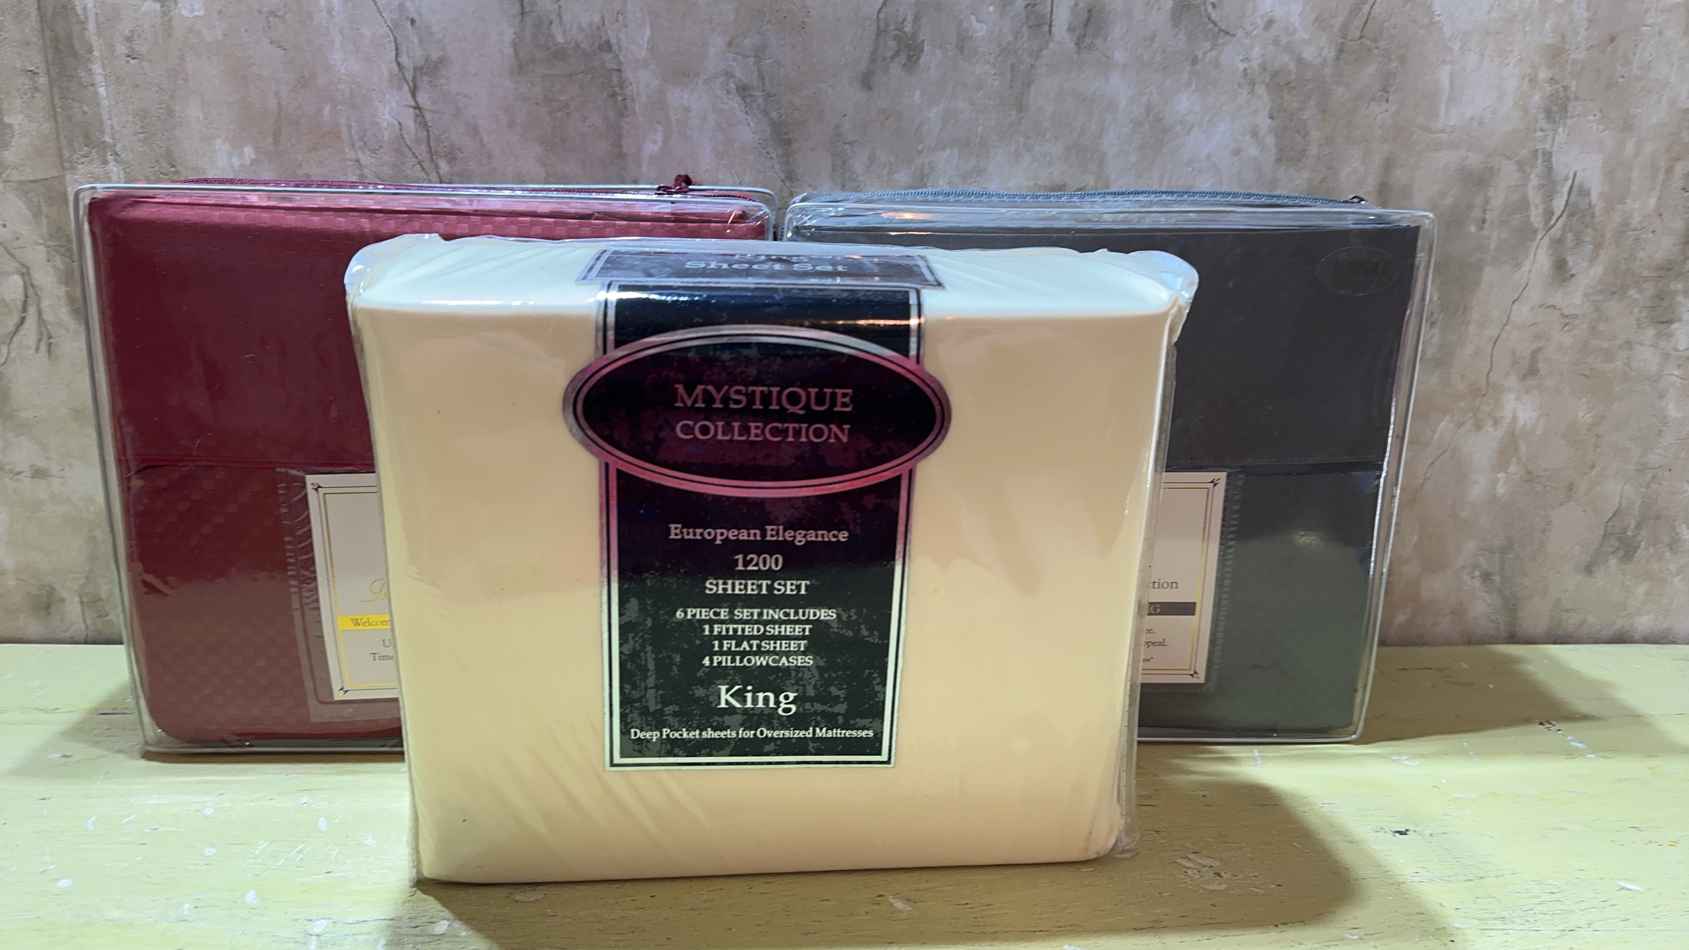 Sheet Set
MYSTIQUE
COLLECTION
European Elegance
1200
SHEET SET
6 PIECE SET INCLUDES
1 FITTED SHEET
1 FLAT SHEET
4 PILLOWCASES
King
Deep Pocket sheets for Oversized Mattresses